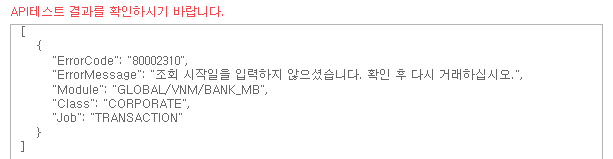 API테스트 결과를 확인하시기 바랍니다.
[
{
"ErrorCode": "80002310",
"ErrorMessage": "조회 시작일을 입력하지 않으셨습니다. 확인 후 다시 거래하십시오.",
"Module": "GLOBAL/VNM/BANK_MB",
"Class": "CORPORATE",
"Job": "TRANSACTION"
}
]